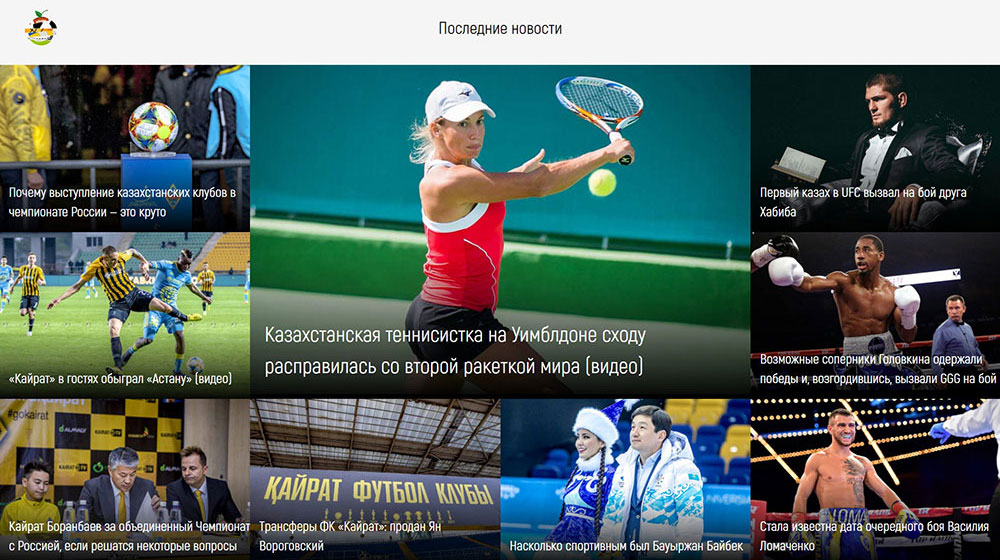 Последние новости
Почему выступление казахстанских клубов в
чемпионате России – это круто
Казахстанская теннисистка на Уимблдоне сходу
расправилась со второй ракеткой мира (видео)
Первый казах в UFC вызвал на бой друга
Хабиба
«Кайрат» в гостях обыграл «Астану» (видео)
Возможные соперники Головкина одержали
победы и, возгордившись, вызвали GGG на бой
#gokairat
ALMALY
Кайрат Боранбаев за объединенный Чемпионат
с Россией, если решатся некоторые вопросы
ҚАЙРАТ ФУТБОЛ КЛУБЫ
Трансферы ФК «Кайрат»: продан Ян
Вороговский
Насколько спортивным был Бауыржан Байбек
Стала известна дата очередного боя Василия
Ломаченко